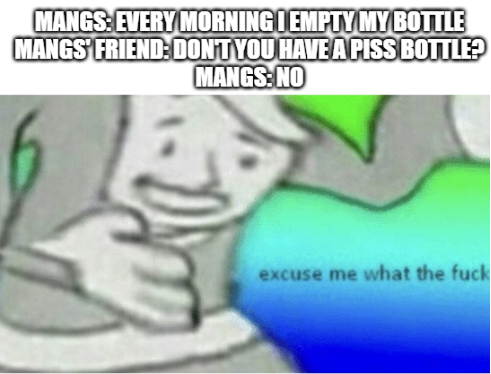 MANGS: EVERY MORNING I EMPTY MY BOTTLE
MANGS' FRIEND: DON'T YOU HAVE A PISS BOTTLE?
MANGS: NO
excuse me what the fuck